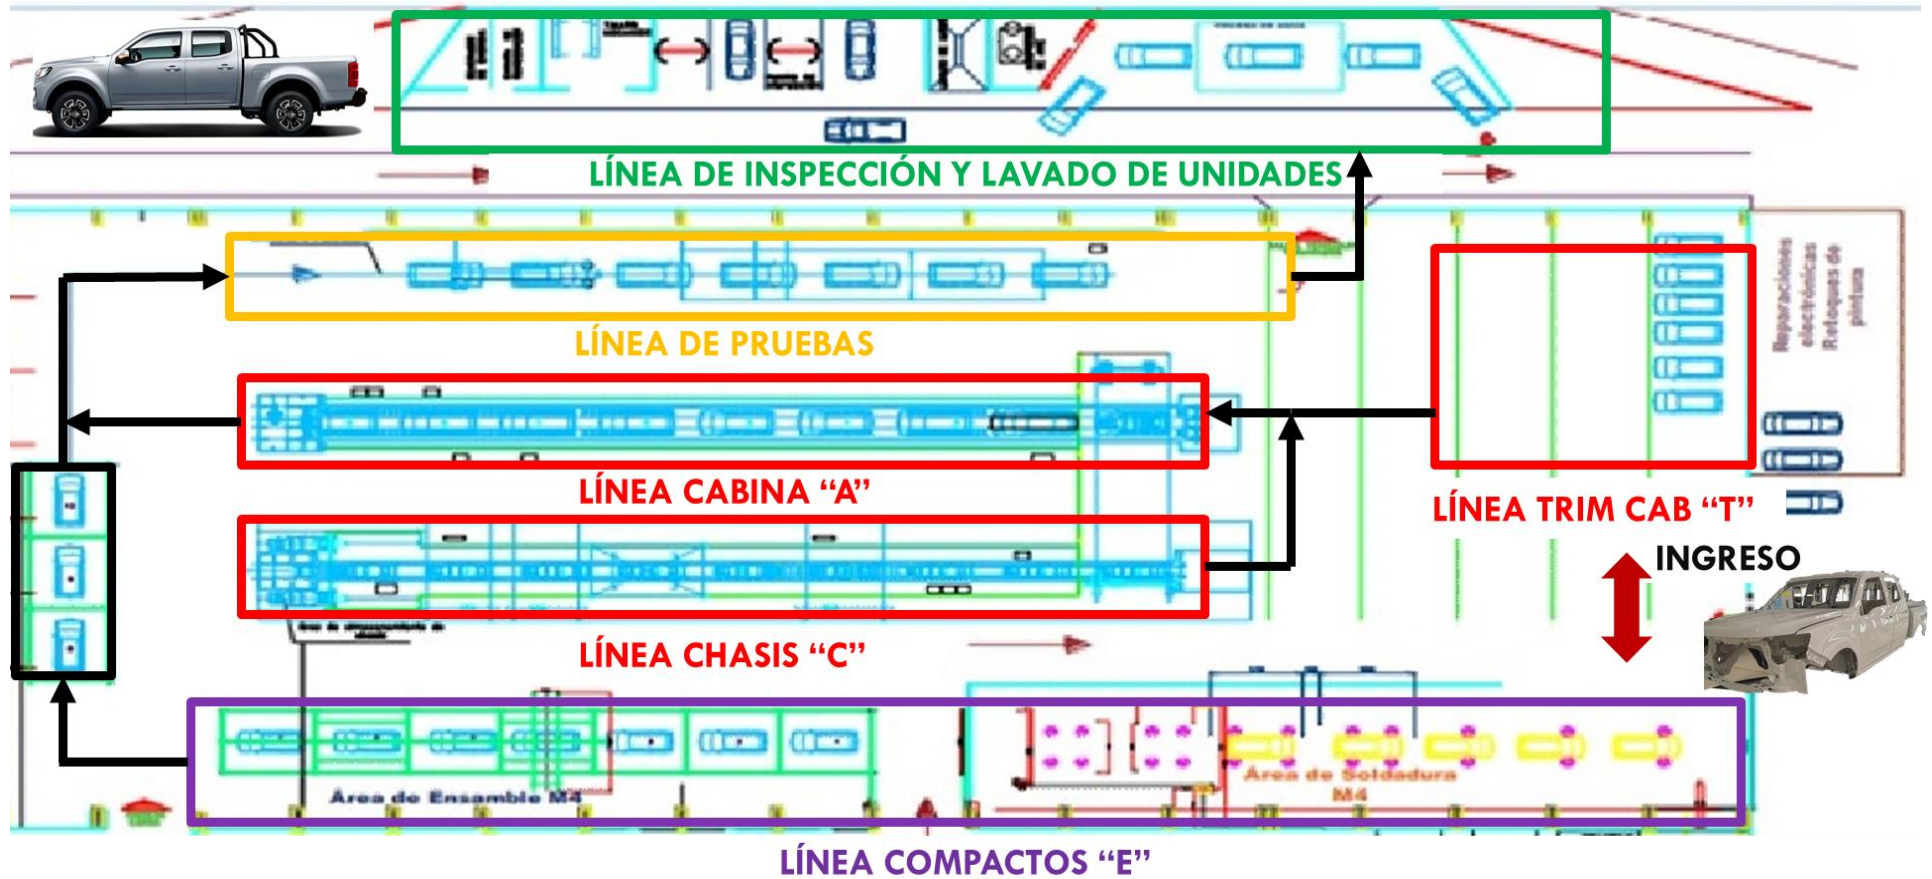 LÍNEA DE INSPECCIÓN Y LAVADO DE UNIDADES
LÍNEA DE PRUEBAS
Reparaciones
electrónicas
Retoques de
pintura
LÍNEA CABINA “A”
LÍNEA TRIM CAB “T”
INGRESO
LÍNEA CHASIS “C”
Área de Soldadura
M4
Área de Ensamble M4
LÍNEA COMPACTOS “E”